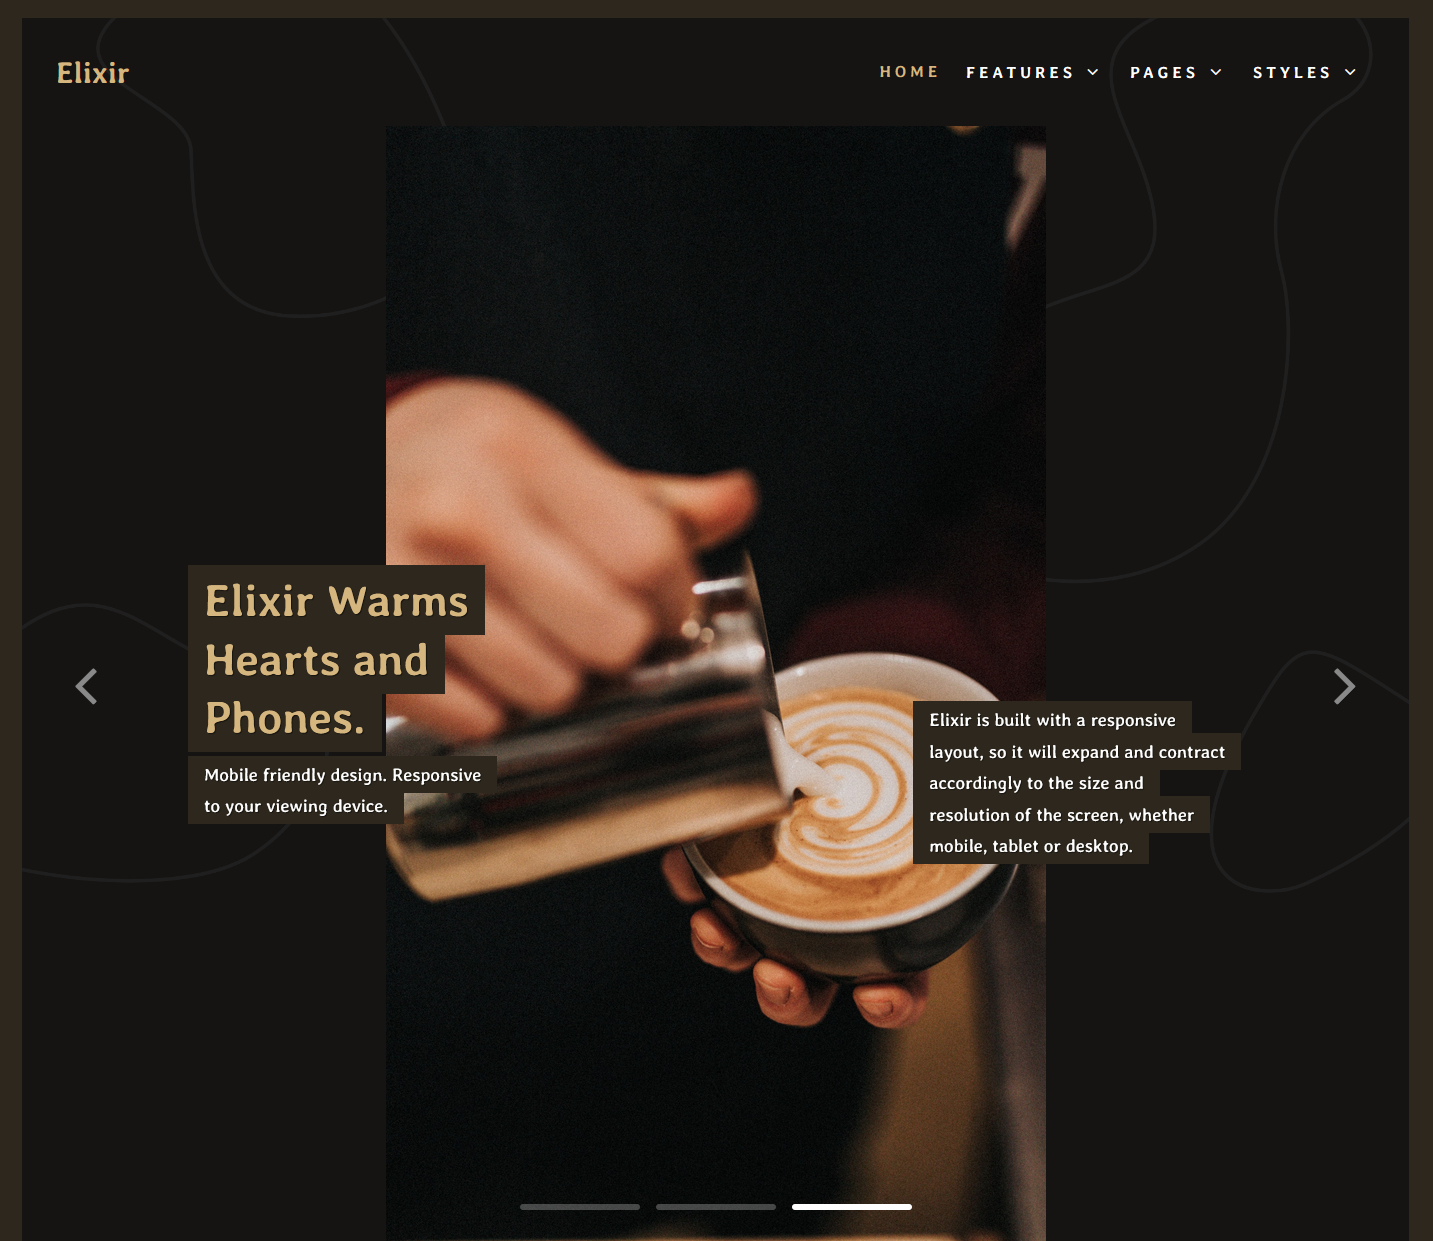 Elixir
HOME FEATURES PAGES STYLES
Elixir Warms
Hearts and
Phones.
Mobile friendly design. Responsive
to your viewing device.
Elixir is built with a responsive
layout, so it will expand and contract
accordingly to the size and
resolution of the screen, whether
mobile, tablet or desktop.